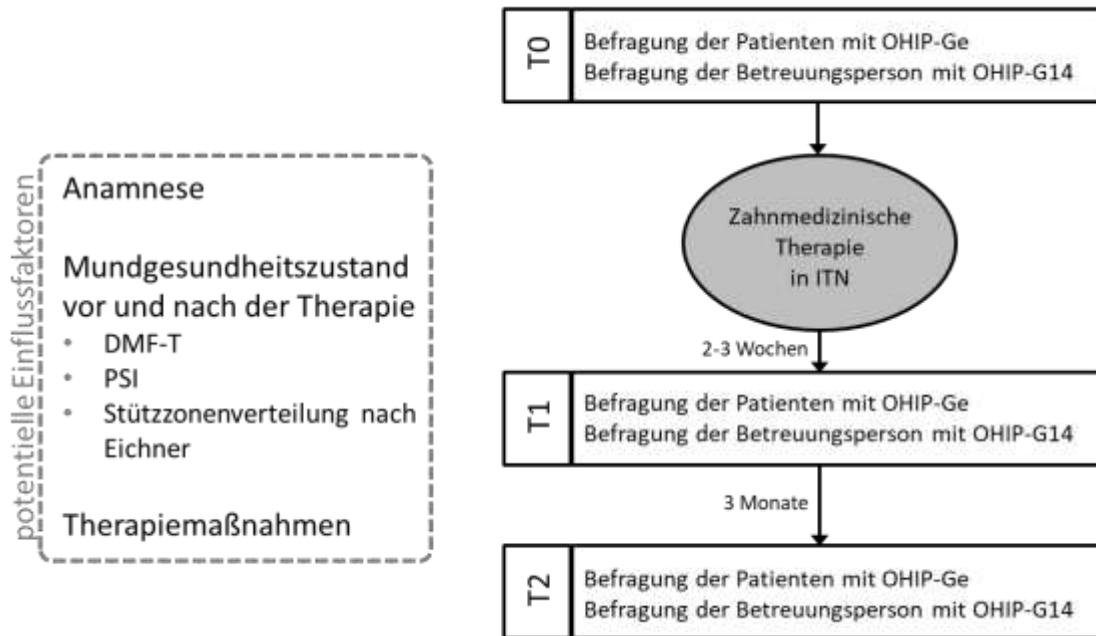 potentielle Einflussfaktoren
Anamnese
Mundgesundheitszustand
vor und nach der Therapie
• DMF-T
• PSI
• Stützzonenverteilung nach
Eichner
Therapiemaßnahmen
T0
Befragung der Patienten mit OHIP-Ge
Befragung der Betreuungsperson mit OHIP-G14
Zahnmedizinische
Therapie
in ITN
2-3 Wochen
T1
Befragung der Patienten mit OHIP-Ge
Befragung der Betreuungsperson mit OHIP-G14
3 Monate
T2
Befragung der Patienten mit OHIP-Ge
Befragung der Betreuungsperson mit OHIP-G14